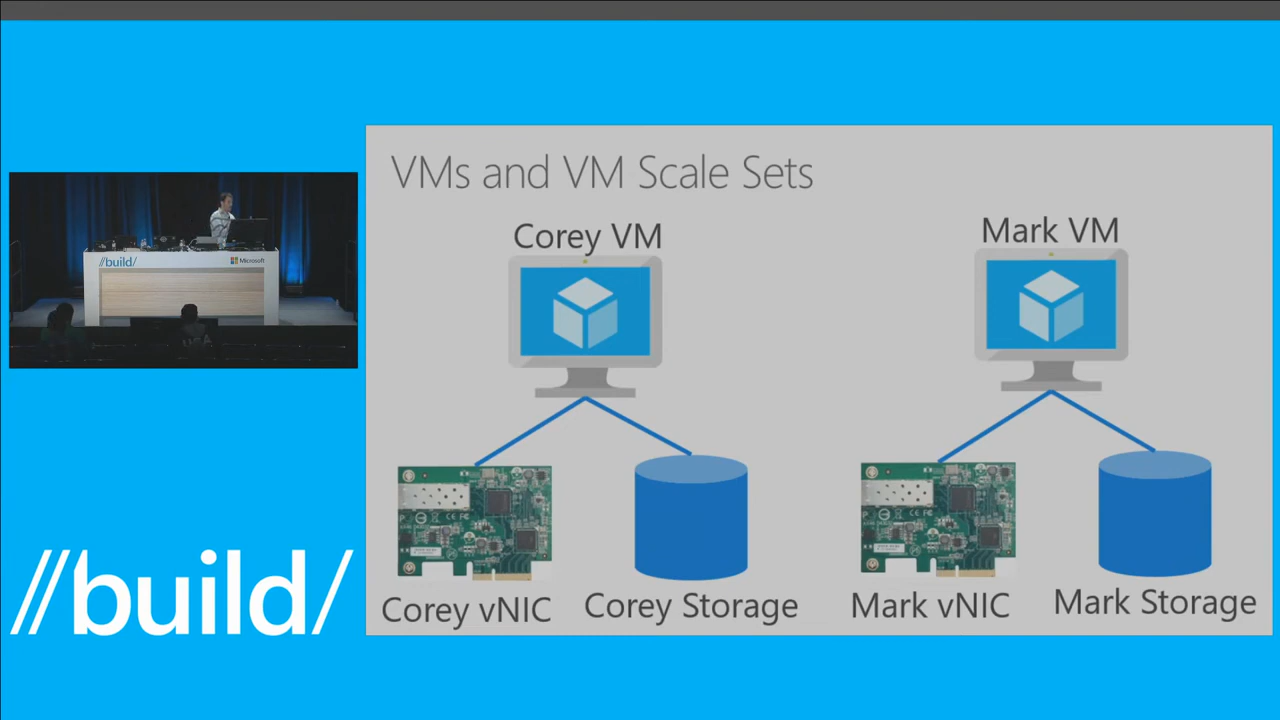 VMs and VM Scale Sets
Corey VM
Mark VM
//build/
Microsoft
//build/
Corey vNIC
Corey Storage
Mark vNIC
Mark Storage